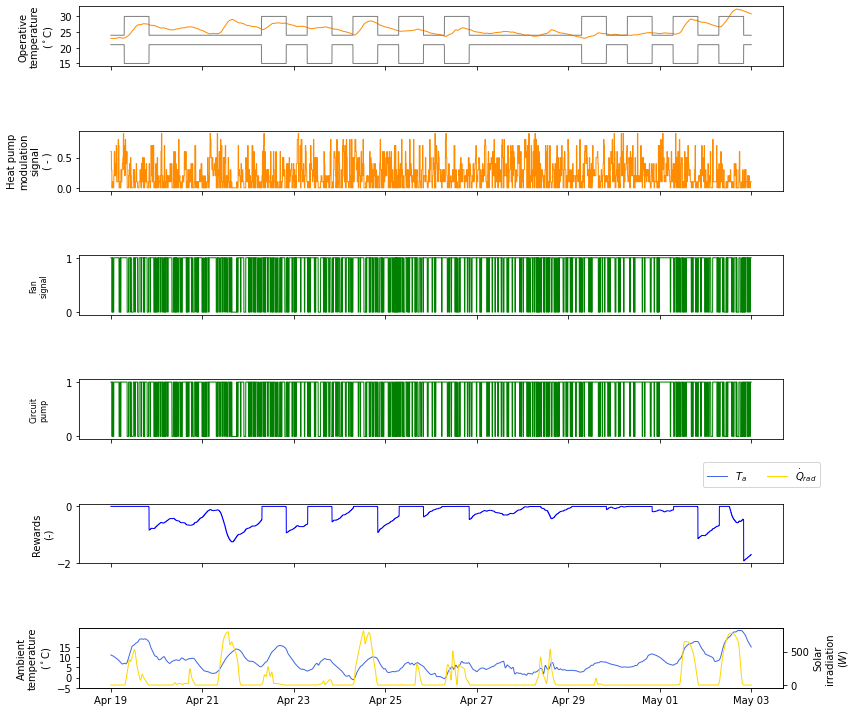 Operative
temperature
(°C)
30
25
20
15
Heat pump
modulation
signal
( - )
0.5
0.0
Fan
signal
1
0
Circuit
pump
1
0
T_a
Q̇_rad
Rewards
(-)
0
−2
Ambient
temperature
(°C)
15
10
5
0
−5
500
0
Solar
irradiation
(W)
Apr 19 Apr 21 Apr 23 Apr 25 Apr 27 Apr 29 May 01 May 03